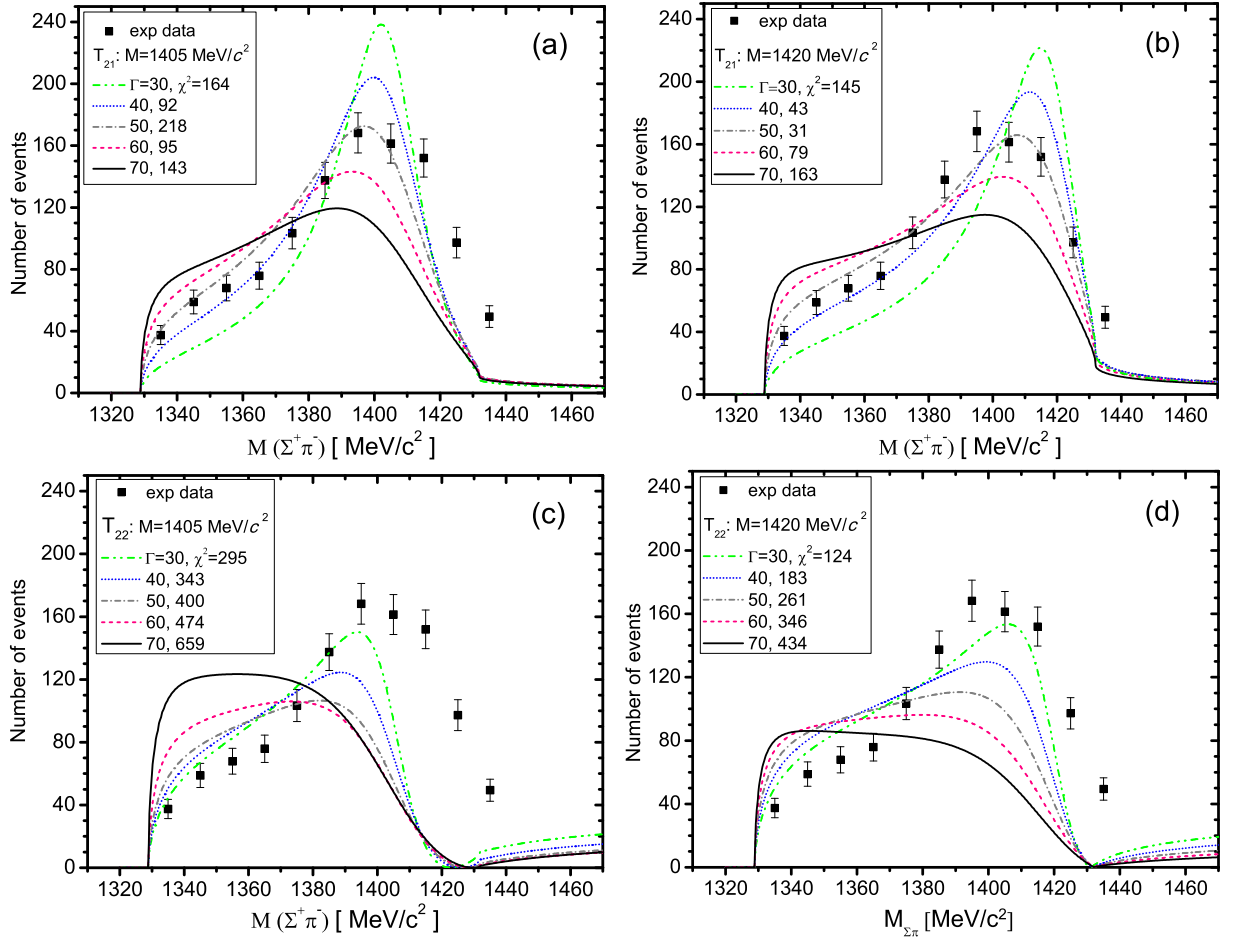 (a)
exp data
T21: M=1405 MeV/c2
Γ=30, χ2=164
40, 92
50, 218
60, 95
70, 143
240
200
160
120
80
40
0
Number of events
1320 1340 1360 1380 1400 1420 1440 1460
M (Σ+π-) [ MeV/c2 ]
(b)
exp data
T21: M=1420 MeV/c2
Γ=30, χ2=145
40, 43
50, 31
60, 79
70, 163
240
200
160
120
80
40
0
Number of events
1320 1340 1360 1380 1400 1420 1440 1460
M (Σ+π-) [ MeV/c2 ]
(c)
exp data
T22: M=1405 MeV/c2
Γ=30, χ2=295
40, 343
50, 400
60, 474
70, 659
240
200
160
120
80
40
0
Number of events
1320 1340 1360 1380 1400 1420 1440 1460
M (Σ+π-) [ MeV/c2 ]
(d)
exp data
T22: M=1420 MeV/c2
Γ=30, χ2=124
40, 183
50, 261
60, 346
70, 434
240
200
160
120
80
40
0
Number of events
1320 1340 1360 1380 1400 1420 1440 1460
MΣπ [MeV/c2]